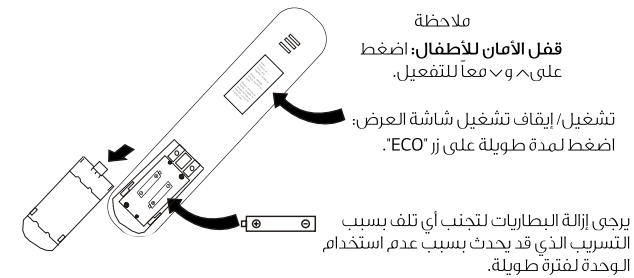 ملاحظة
قفل الأمان للأطفال: اضغط
على ^ و ⌄ معاً للتفعيل.
تشغيل/ إيقاف تشغيل شاشة العرض:
اضغط لمدة طويلة على زر "ECO".
يرجى إزالة البطاريات لتجنب أي تلف بسبب
التسريب الذي قد يحدث بسبب عدم استخدام
الوحدة لفترة طويلة.